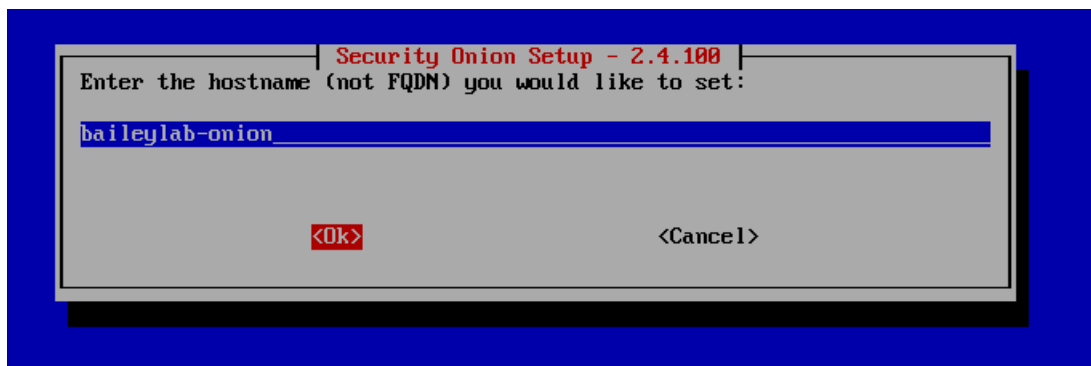 Security Onion Setup - 2.4.100
Enter the hostname (not FQDN) you would like to set:
baileylab-onion
<Ok> <Cancel>